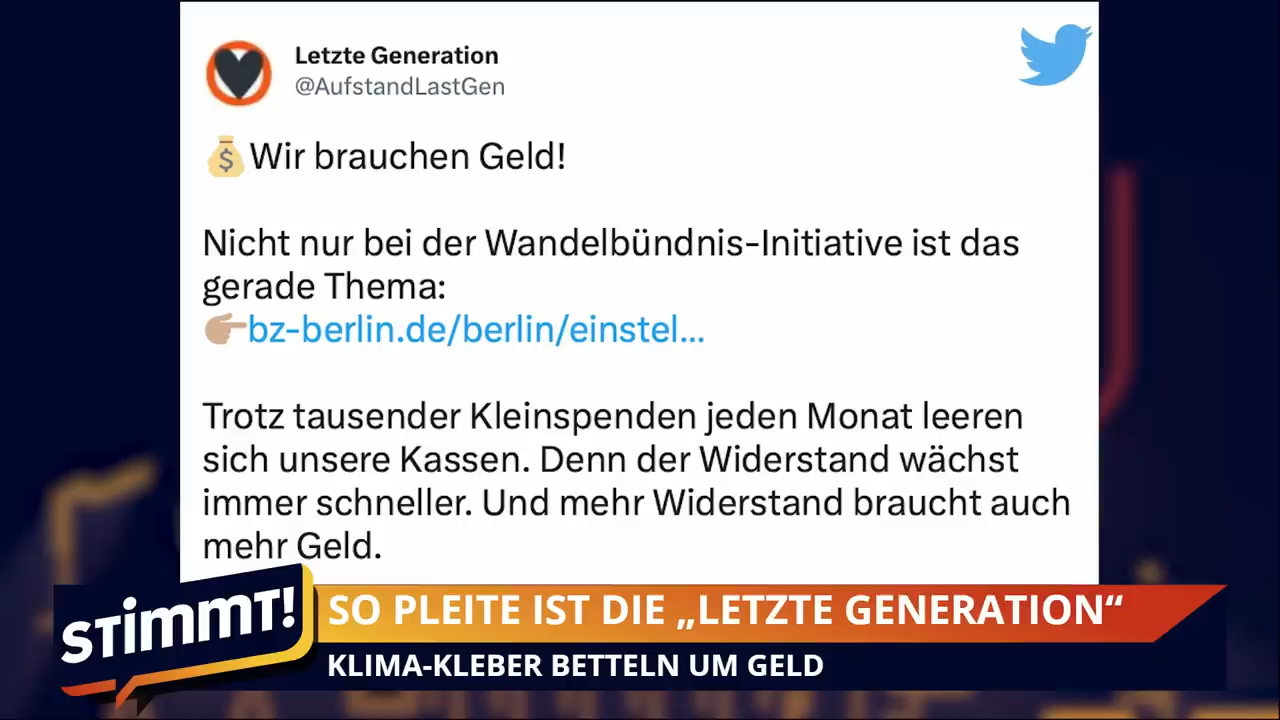 Letzte Generation
@AufstandLastGen
Wir brauchen Geld!
Nicht nur bei der Wandelbündnis-Initiative ist das
gerade Thema:
bz-berlin.de/berlin/einstel...
Trotz tausender Kleinspenden jeden Monat leeren
sich unsere Kassen. Denn der Widerstand wächst
immer schneller. Und mehr Widerstand braucht auch
mehr Geld.
STimmT!
SO PLEITE IST DIE „LETZTE GENERATION“
KLIMA-KLEBER BETTELN UM GELD